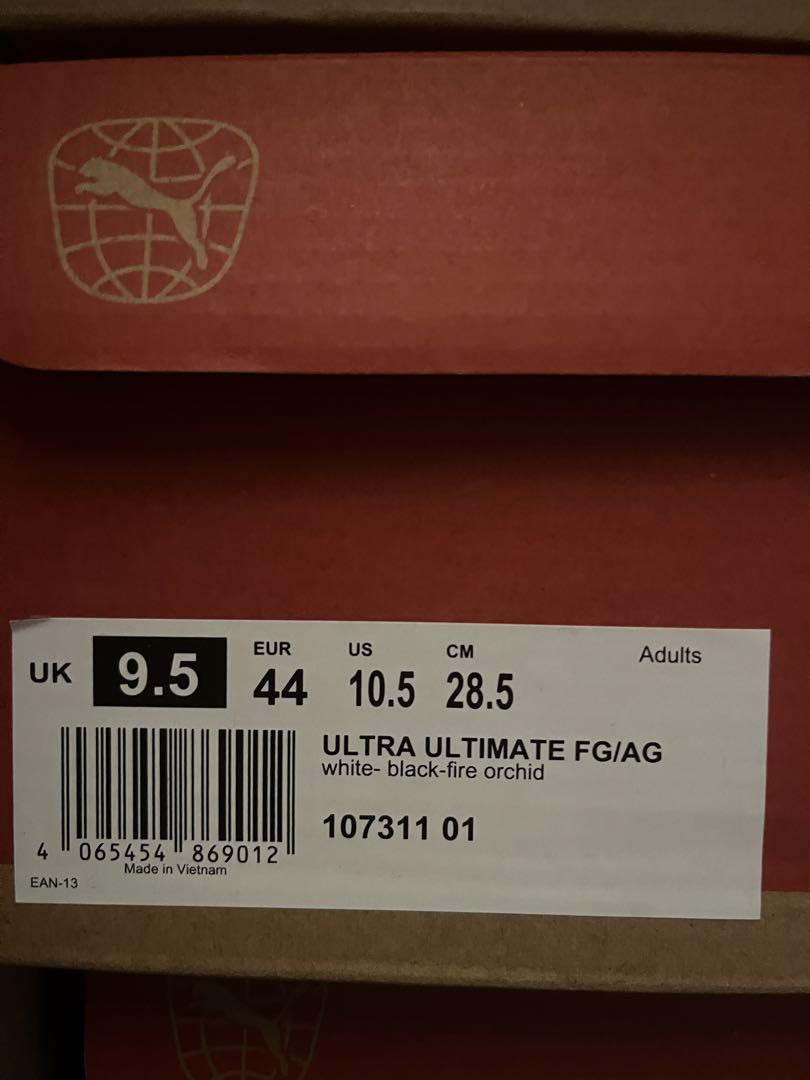 UK 9.5 EUR 44 US 10.5 CM 28.5 Adults
ULTRA ULTIMATE FG/AG
white- black-fire orchid
107311 01
4 065454 869012
Made in Vietnam
EAN-13